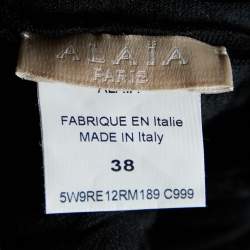 ALAÏA
PARIS
FABRIQUE EN Italie
MADE IN Italy
38
5W9RE12RM189 C999